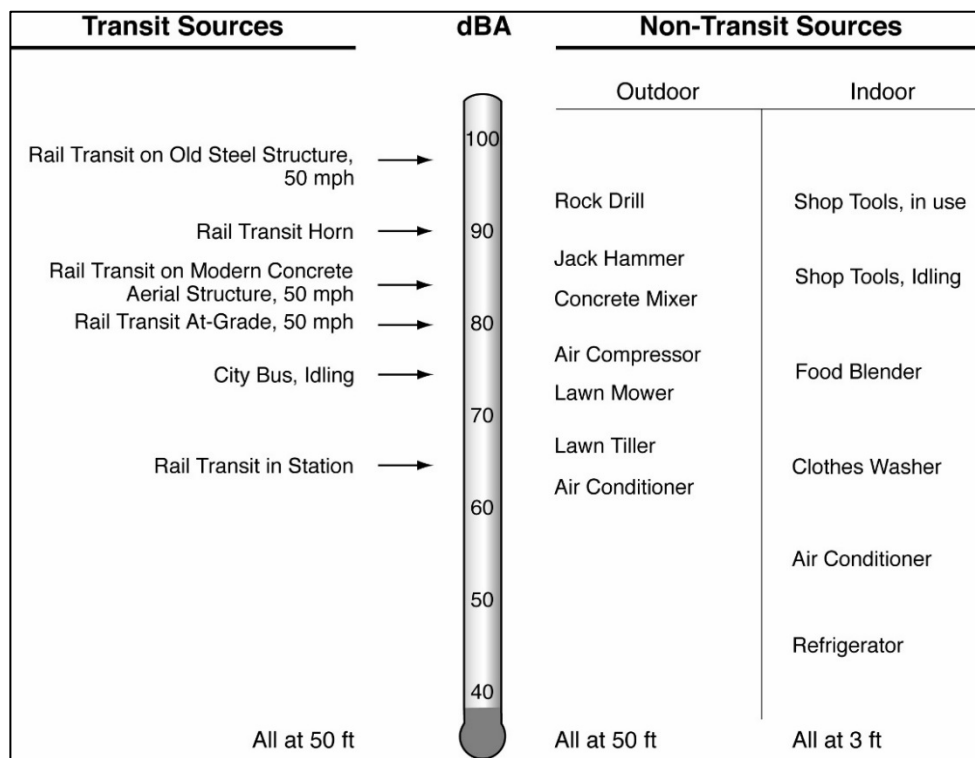 Transit Sources
dBA
Non-Transit Sources
Outdoor
Indoor
100
Rail Transit on Old Steel Structure,
50 mph
Rock Drill
Shop Tools, in use
Rail Transit Horn
90
Jack Hammer
Rail Transit on Modern Concrete
Aerial Structure, 50 mph
Shop Tools, Idling
Concrete Mixer
Rail Transit At-Grade, 50 mph
80
Air Compressor
City Bus, Idling
Food Blender
Lawn Mower
70
Lawn Tiller
Rail Transit in Station
Clothes Washer
Air Conditioner
60
Air Conditioner
50
Refrigerator
40
All at 50 ft
All at 50 ft
All at 3 ft